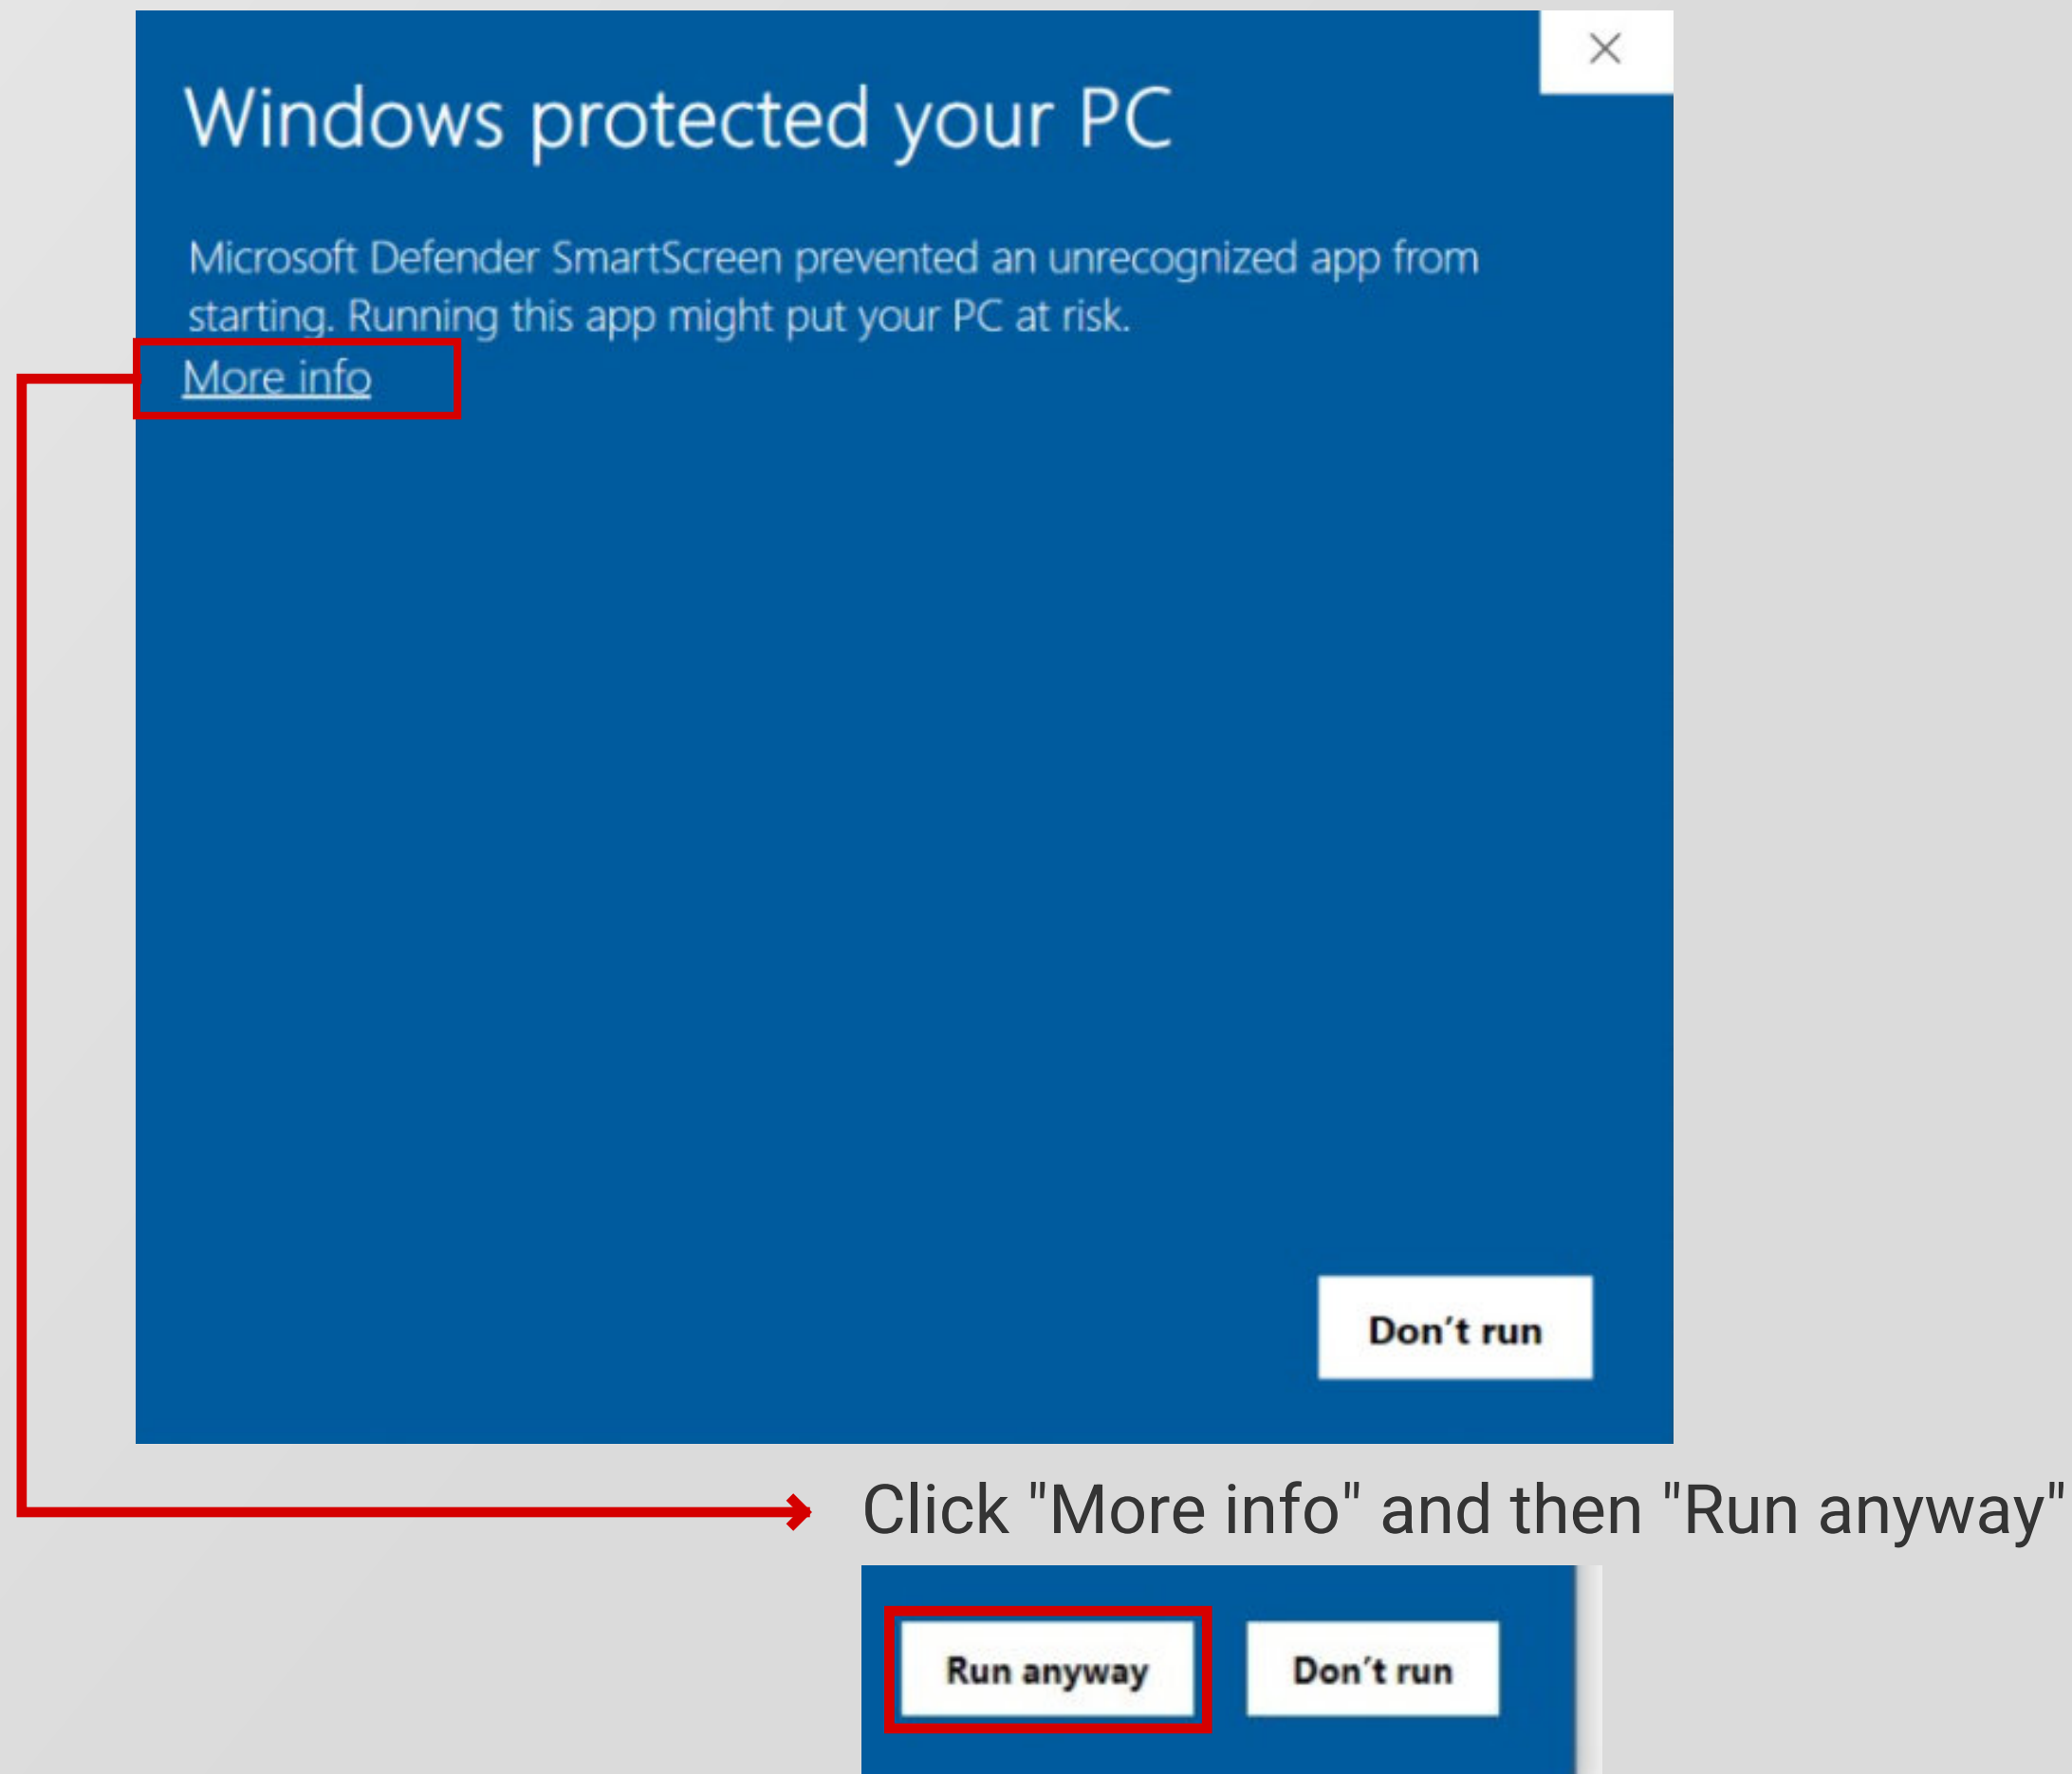 Windows protected your PC
Microsoft Defender SmartScreen prevented an unrecognized app from
starting. Running this app might put your PC at risk.
More info
Don't run
Click "More info" and then "Run anyway"
Run anyway
Don't run